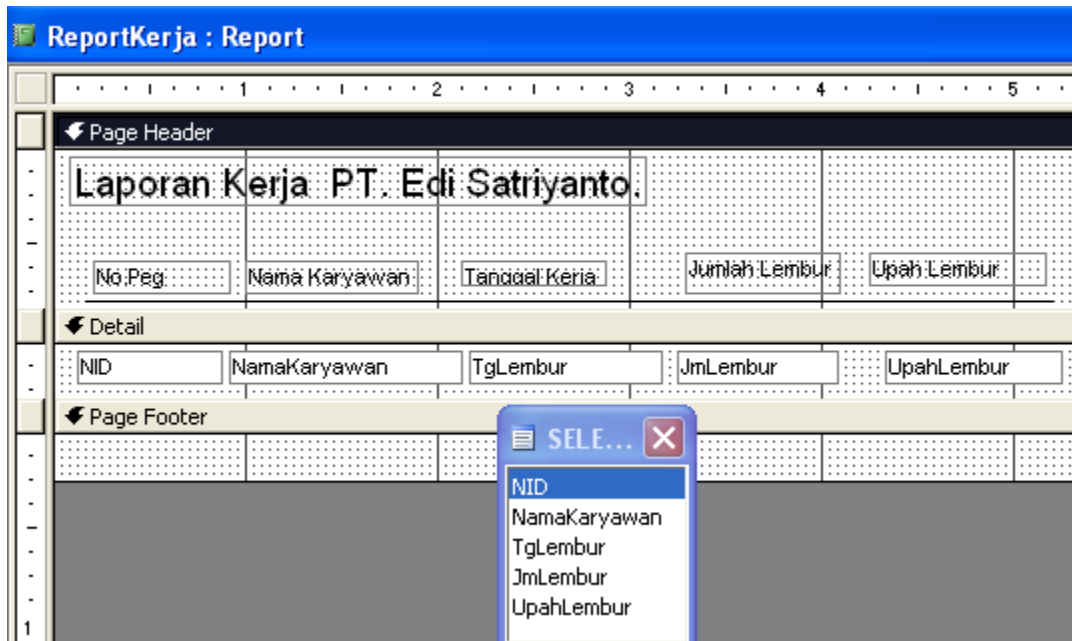 ReportKerja : Report
1 2 3 4 5
Page Header
Laporan Kerja PT. Edi Satriyanto.
No.Peg Nama Karyawan Tanggal Kerja Jumlah Lembur Upah Lembur
Detail
NID NamaKaryawan TgLembur JmLembur UpahLembur
Page Footer
SELE...
NID
NamaKaryawan
TgLembur
JmLembur
UpahLembur
1